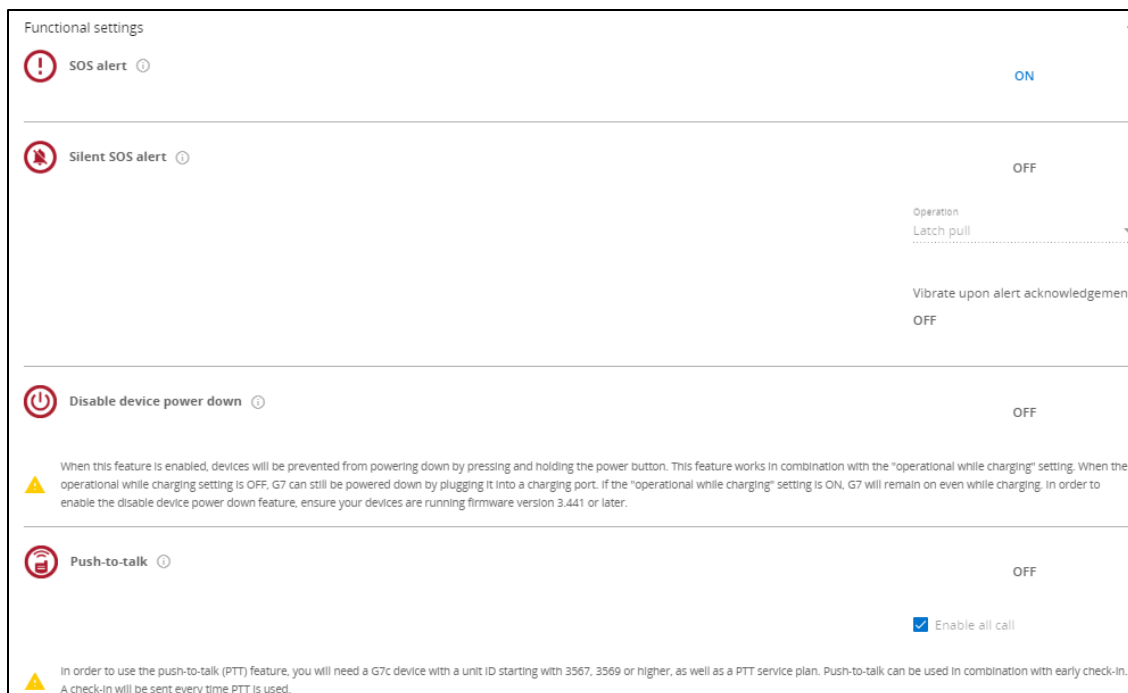 Functional settings
SOS alert
ON
Silent SOS alert
OFF
Operation
Latch pull
Vibrate upon alert acknowledgemen
OFF
Disable device power down
OFF
When this feature is enabled, devices will be prevented from powering down by pressing and holding the power button. This feature works in combination with the "operational while charging" setting. When the
operational while charging setting is OFF, G7 can still be powered down by plugging it into a charging port. If the "operational while charging" setting is ON, G7 will remain on even while charging. In order to
enable the disable device power down feature, ensure your devices are running firmware version 3.441 or later.
Push-to-talk
OFF
Enable all call
In order to use the push-to-talk (PTT) feature, you will need a G7c device with a unit ID starting with 3567, 3569 or higher, as well as a PTT service plan. Push-to-talk can be used in combination with early check-in.
A check-in will be sent every time PTT is used.